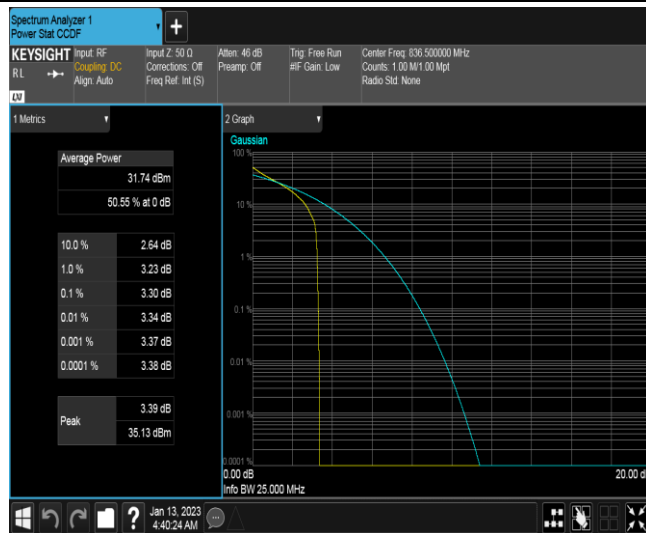 Spectrum Analyzer 1
Power Stat CCDF
+
KEYSIGHT
RL
Input: RF
Coupling: DC
Align: Auto
Input Z: 50 Ω
Corrections: Off
Freq Ref: Int (S)
Atten: 46 dB
Preamp: Off
Trig: Free Run
#IF Gain: Low
Center Freq: 836.500000 MHz
Counts: 1.00 M/1.00 Mpt
Radio Std: None
1 Metrics
Average Power
31.74 dBm
50.55 % at 0 dB
10.0 % 2.64 dB
1.0 % 3.23 dB
0.1 % 3.30 dB
0.01 % 3.34 dB
0.001 % 3.37 dB
0.0001 % 3.38 dB
Peak 3.39 dB
35.13 dBm
2 Graph
Gaussian
100 %
10 %
1 %
0.1 %
0.01 %
0.001 %
0.0001 %
0.00 dB 20.00 d
Info BW 25.000 MHz
?
Jan 13, 2023
4:40:24 AM